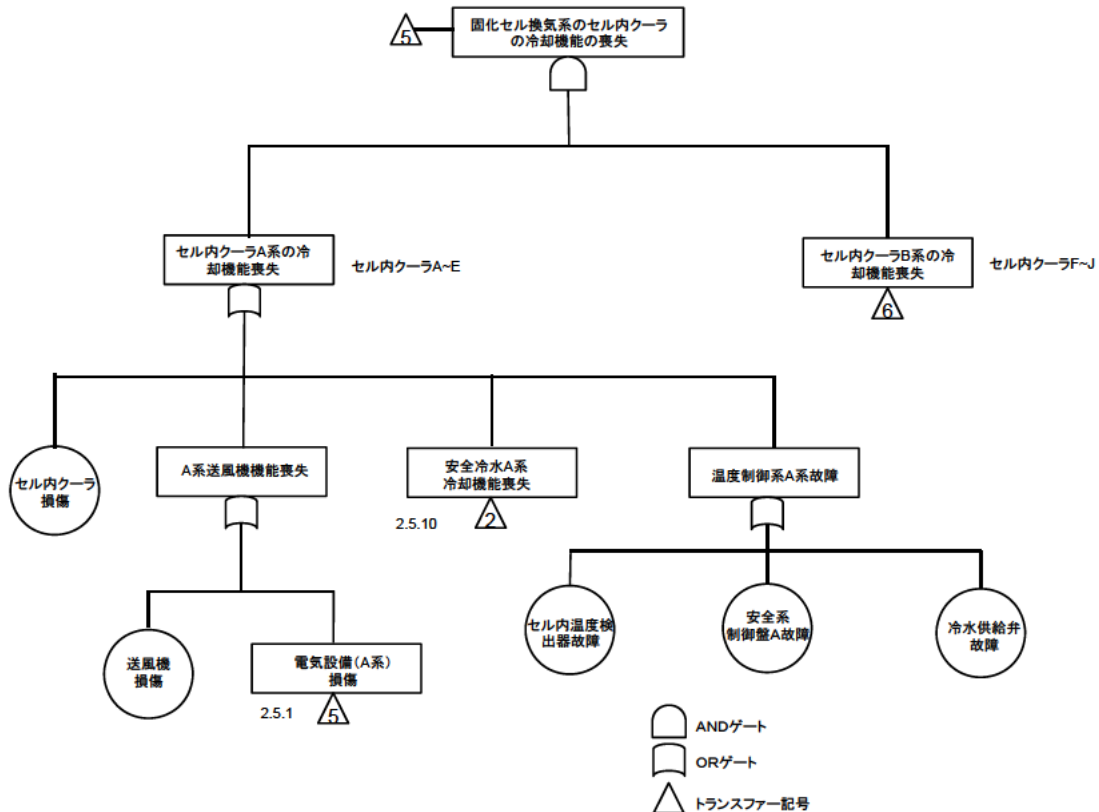 5
固化セル換気系のセル内クーラ
の冷却機能の喪失
セル内クーラA系の冷
却機能喪失
セル内クーラA~E
セル内クーラB系の冷
却機能喪失
セル内クーラF~J
6
セル内クーラ
損傷
A系送風機機能喪失
安全冷水A系
冷却機能喪失
2.5.10
2
温度制御系A系故障
送風機
損傷
電気設備(A系)
損傷
2.5.1
5
セル内温度検
出器故障
安全系
制御盤A故障
冷水供給弁
故障
ANDゲート
ORゲート
トランスファー記号